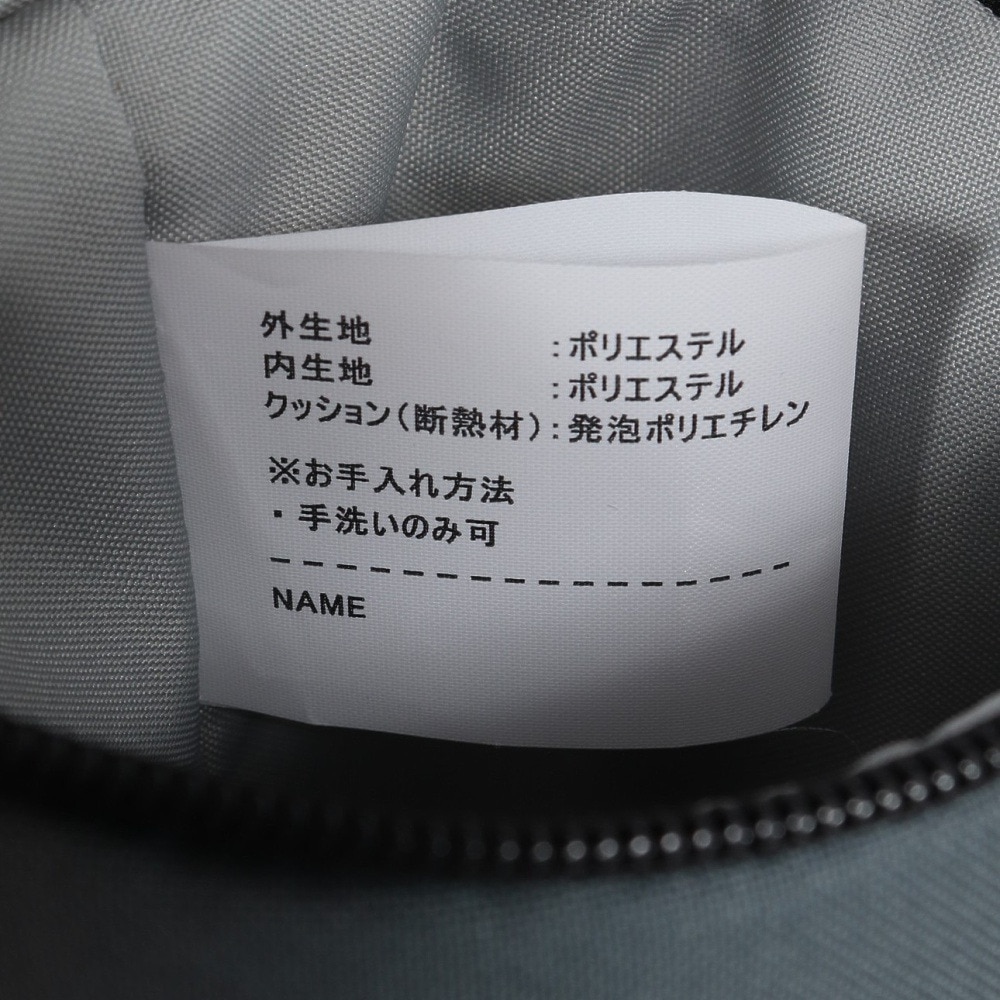 外生地 : ポリエステル
内生地 : ポリエステル
クッション(断熱材) : 発泡ポリエチレン
※お手入れ方法
・手洗いのみ可
NAME